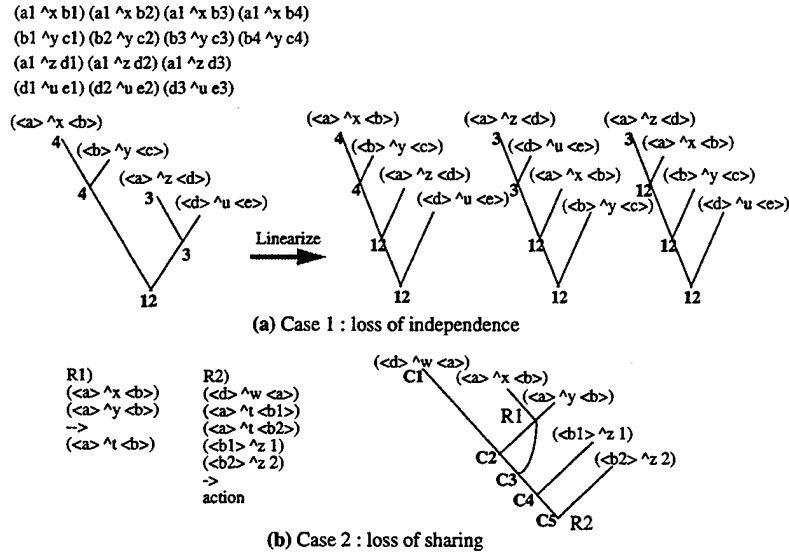 (a1 ^x b1) (a1 ^x b2) (a1 ^x b3) (a1 ^x b4)
(b1 ^y c1) (b2 ^y c2) (b3 ^y c3) (b4 ^y c4)
(a1 ^z d1) (a1 ^z d2) (a1 ^z d3)
(d1 ^u e1) (d2 ^u e2) (d3 ^u e3)
(<a> ^x <b>)
4
(<b> ^y <c>)
4
(<a> ^z <d>)
3
(<d> ^u <e>)
3
12
Linearize
(<a> ^x <b>)
4
(<b> ^y <c>)
4
(<a> ^z <d>)
12
(<d> ^u <e>)
12
(<a> ^z <d>)
3
(<d> ^u <e>)
3
(<a> ^x <b>)
12
(<b> ^y <c>)
12
(<a> ^z <d>)
3
(<a> ^x <b>)
12
(<b> ^y <c>)
12
(<d> ^u <e>)
12
(a) Case 1 : loss of independence
R1)
(<a> ^x <b>)
(<a> ^y <b>)
-->
(<a> ^t <b>)
R2)
(<d> ^w <a>)
(<a> ^t <b1>)
(<a> ^t <b2>)
(<b1> ^z 1)
(<b2> ^z 2)
->
action
(<d> ^w <a>)
C1
(<a> ^x <b>)
(<a> ^y <b>)
R1
(<b1> ^z 1)
C2
(<b2> ^z 2)
C3
C4
C5
R2
(b) Case 2 : loss of sharing